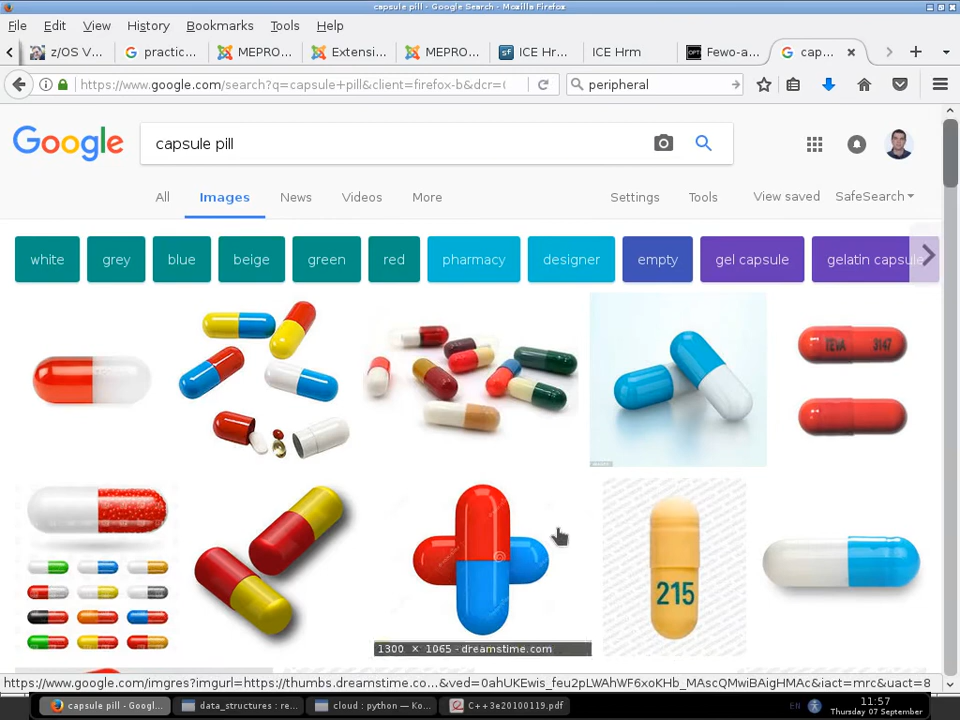 capsule pill - Google Search - Mozilla Firefox
File Edit View History Bookmarks Tools Help
z/OS V... practic... MEPRO... Extensi... MEPRO... sf ICE Hr... ICE Hrm OPT Fewo-a... cap...
https://www.google.com/search?q=capsule+pill&client=firefox-b&dcr=( peripheral
Google capsule pill
All Images News Videos More Settings Tools View saved SafeSearch
white grey blue beige green red pharmacy designer empty gel capsule gelatin capsule
TEVA 3147
215
1300 × 1065 - dreamstime.com
https://www.google.com/imgres?imgurl=https://thumbs.dreamstime.co...&ved=0ahUKEwis_feu2pLWAhWF6xoKHb_MAscQMwiBAigHMAc&iact=mrc&uact=8
capsule pill - Googl... data_structures : re... cloud : python — Ko... C++3e20100119.pdf EN 11:57
Thursday 07 September